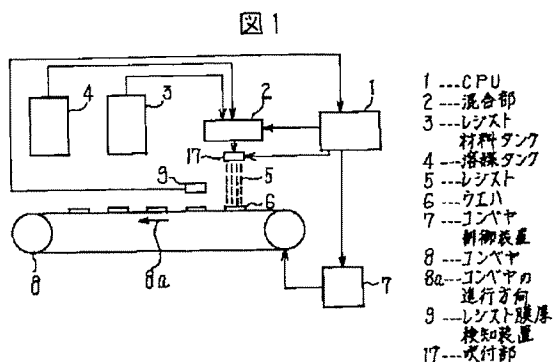 図1
4
3
2
1
17
9
5
6
8
8a
7
1---CPU
2---混合部
3---レジスト
材料タンク
4---溶媒タンク
5---レジスト
6---ウエハ
7---コンベヤ
制御装置
8---コンベヤ
8a---コンベヤの
進行方向
9---レジスト膜厚
検知装置
17---吹付部